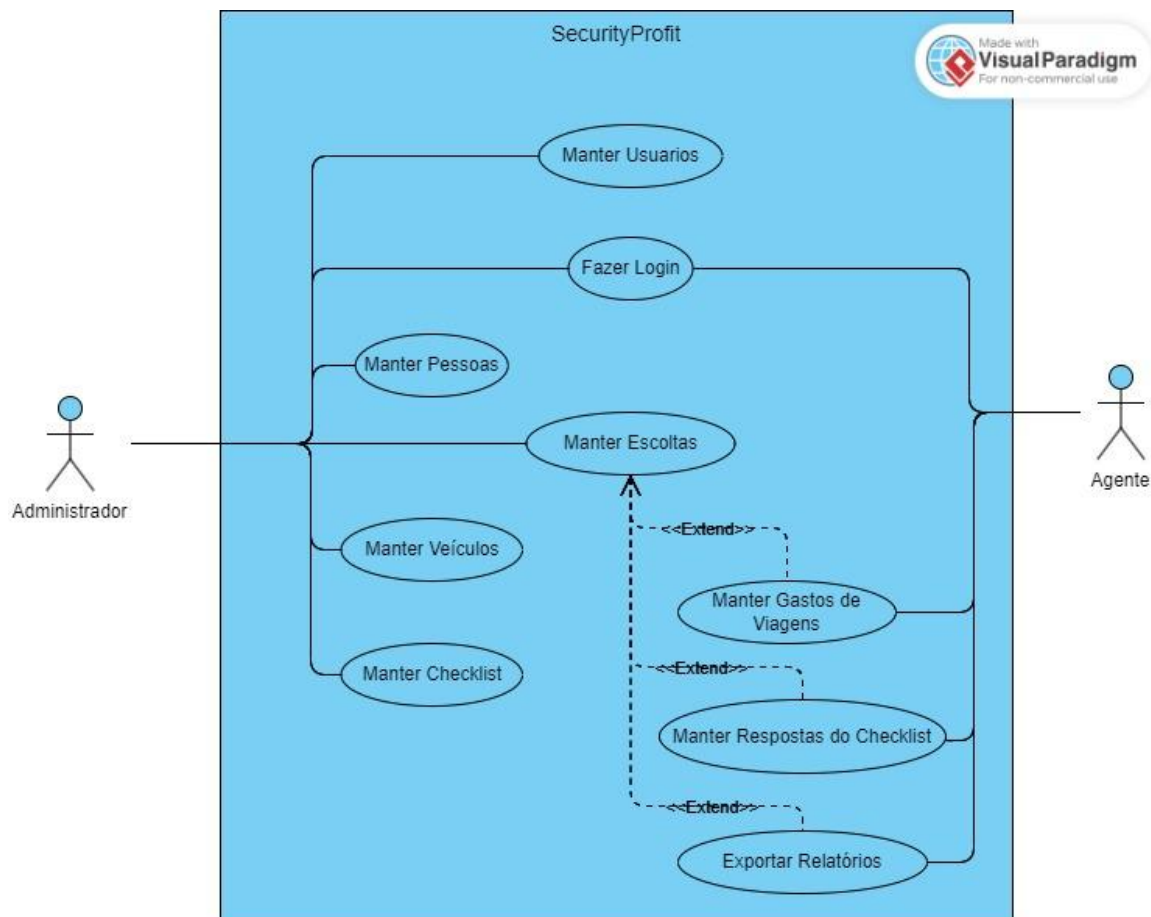 SecurityProfit
Made with
Visual Paradigm
For non-commercial use
Manter Usuarios
Fazer Login
Manter Pessoas
Manter Escoltas
Administrador
Agente
<<Extend>>
Manter Veículos
Manter Gastos de
Viagens
<<Extend>>
Manter Checklist
Manter Respostas do Checklist
<<Extend>>
Exportar Relatórios